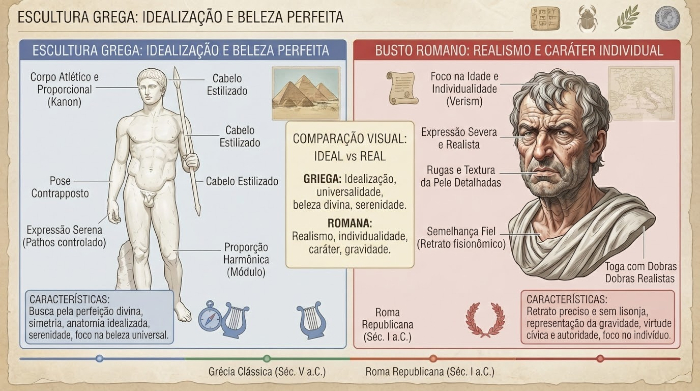 ESCULTURA GREGA: IDEALIZAÇÃO E BELEZA PERFEITA
ESCULTURA GREGA: IDEALIZAÇÃO E BELEZA PERFEITA
Corpo Atlético e
Proporcional
(Kanon)
Cabelo
Estilizado
Cabelo
Estilizado
Pose
Contrapposto
Cabelo Estilizado
Expressão Serena
(Pathos controlado)
Proporção
Harmônica
(Módulo)
CARACTERÍSTICAS:
Busca pela perfeição divina,
simetria, anatomia idealizada,
serenidade, foco na beleza universal.
COMPARAÇÃO VISUAL:
IDEAL vs REAL
GRIEGA: Idealização,
universalidade,
beleza divina, serenidade.
ROMANA:
Realismo, individualidade,
caráter, gravidade.
BUSTO ROMANO: REALISMO E CARÁTER INDIVIDUAL
Foco na Idade e
Individualidade
(Verism)
Expressão Severa
e Realista
Rugas e Textura
da Pele Detalhadas
Semelhança Fiel
(Retrato fisionômico)
Toga com Dobras
Dobras Realistas
Roma
Republicana
(Séc. I a.C.)
CARACTERÍSTICAS:
Retrato preciso e sem lisonja,
representação da gravidade, virtude
cívica e autoridade, foco no indivíduo.
Grécia Clássica (Séc. V a.C.)
Roma Republicana (Séc. I a.C.)